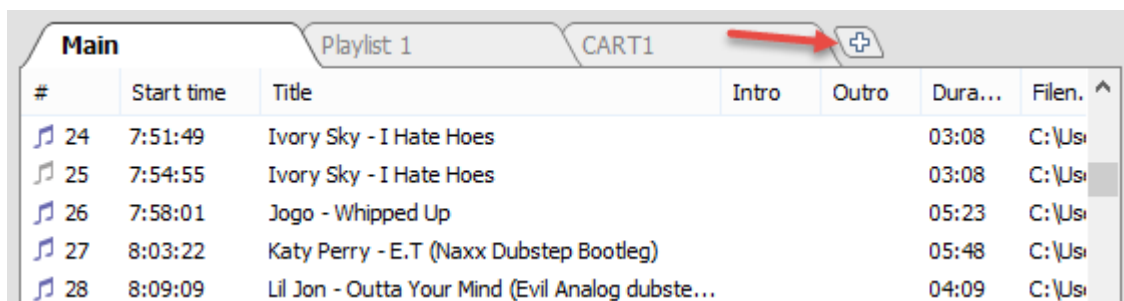 Main Playlist 1 CART1
# Start time Title Intro Outro Dura... Filen.
24 7:51:49 Ivory Sky - I Hate Hoes 03:08 C:\Us
25 7:54:55 Ivory Sky - I Hate Hoes 03:08 C:\Us
26 7:58:01 Jogo - Whipped Up 05:23 C:\Us
27 8:03:22 Katy Perry - E.T (Naxx Dubstep Bootleg) 05:48 C:\Us
28 8:09:09 Lil Jon - Outta Your Mind (Evil Analog dubste... 04:09 C:\Us